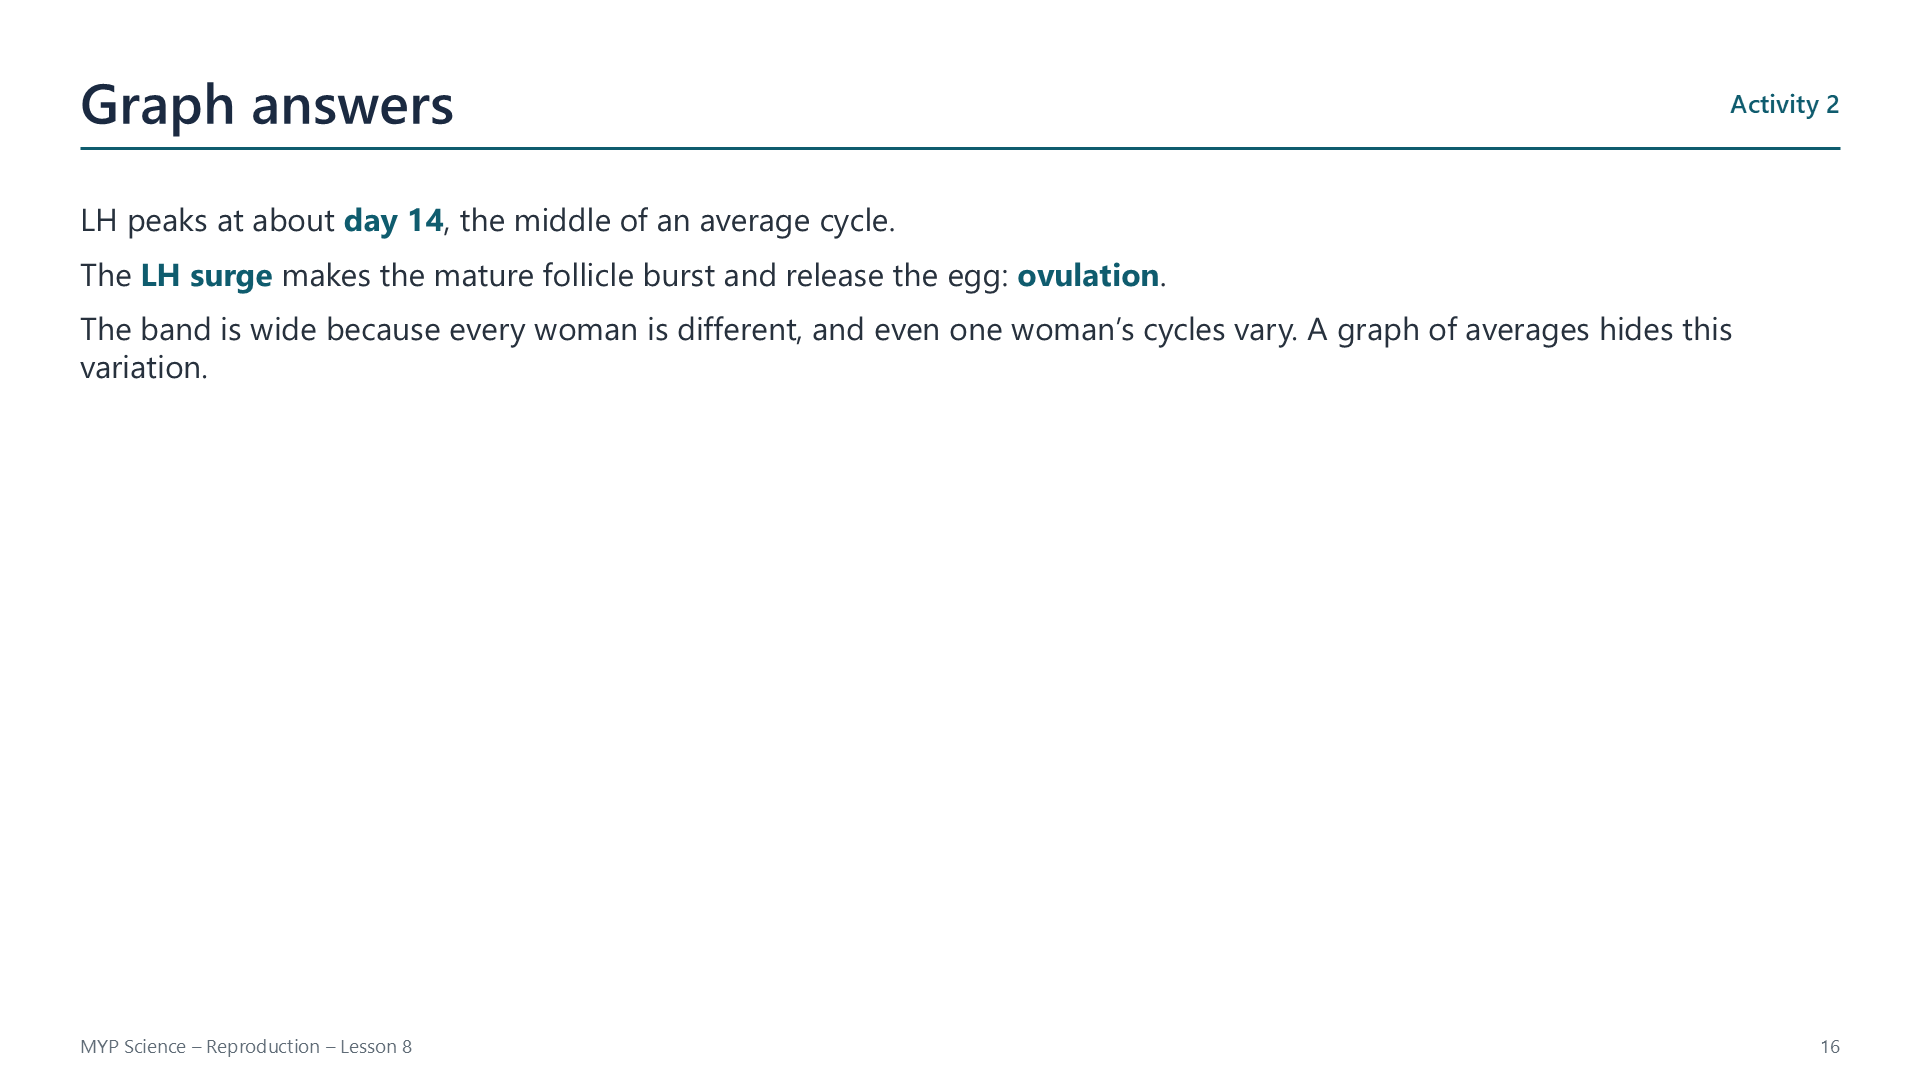 Graph answers
Activity 2
LH peaks at about day 14, the middle of an average cycle.
The LH surge makes the mature follicle burst and release the egg: ovulation.
The band is wide because every woman is different, and even one woman’s cycles vary. A graph of averages hides this
variation.
MYP Science – Reproduction – Lesson 8
16